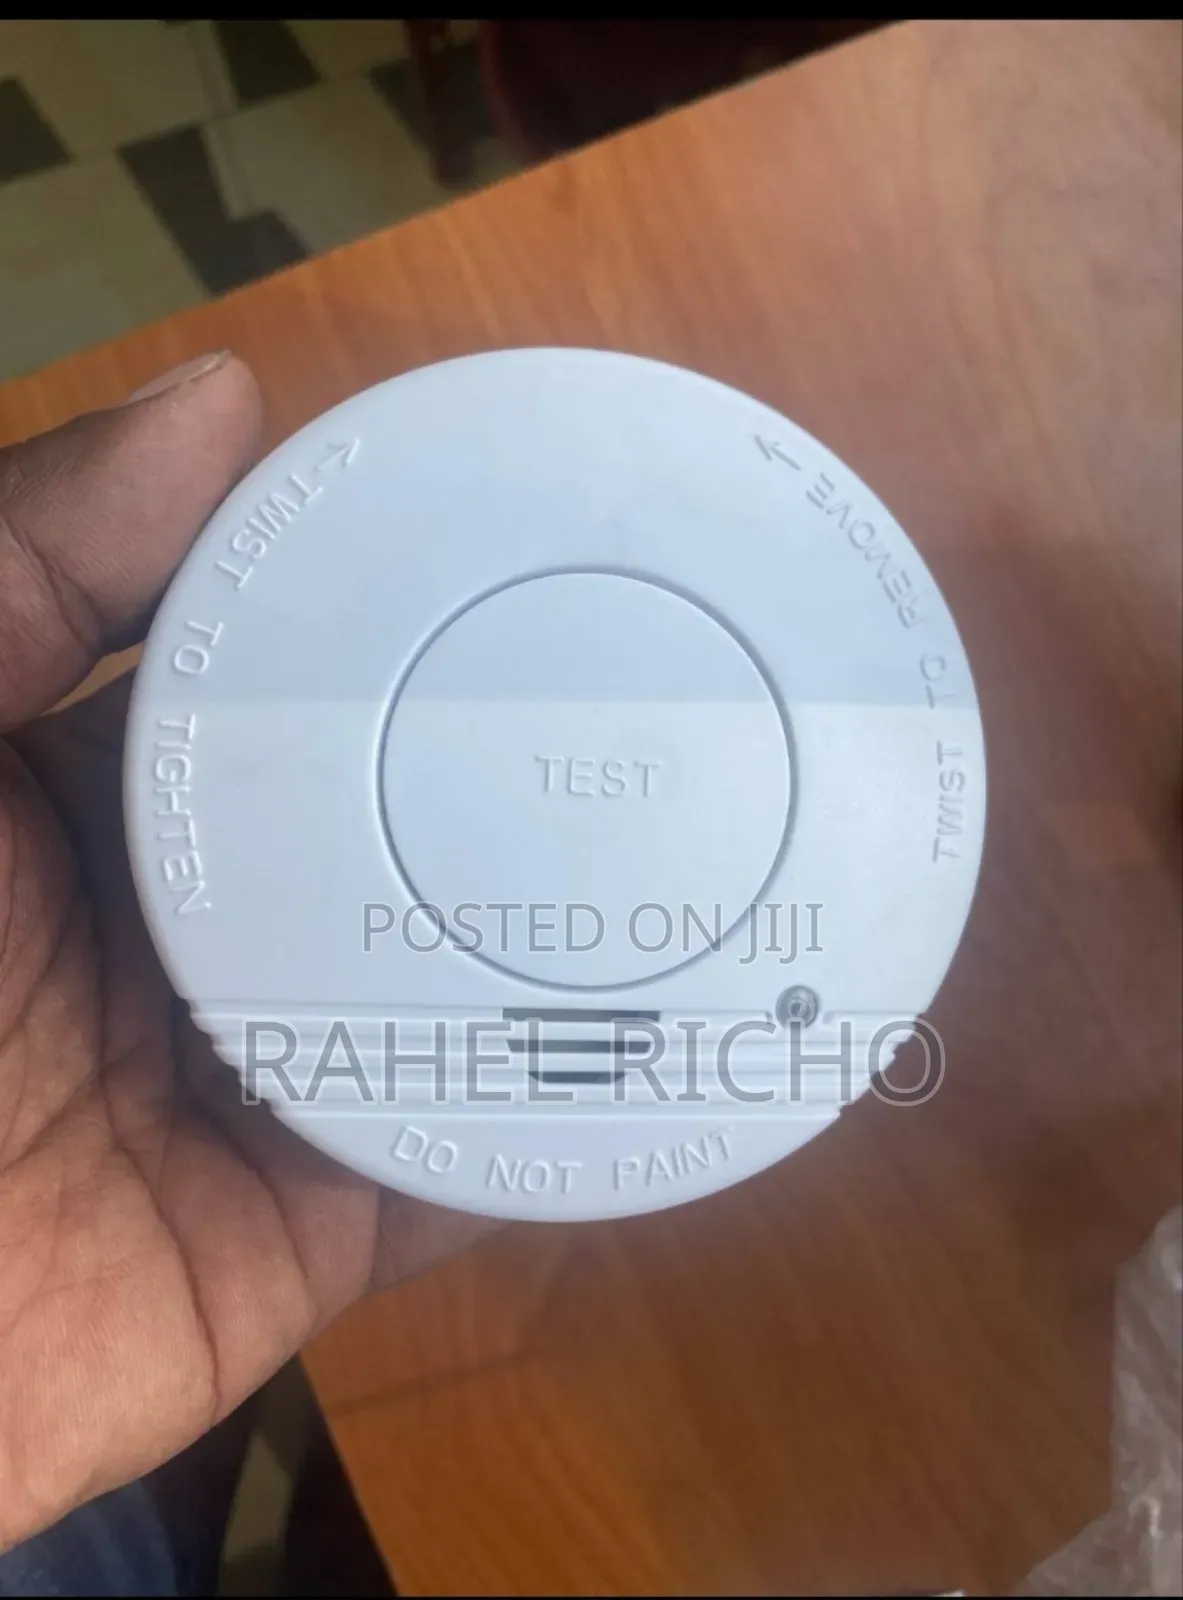 ← TWIST TO TIGHTEN
TWIST TO REMOVE →
TEST
POSTED ON JIJI
RAHEL RICHO
DO NOT PAINT